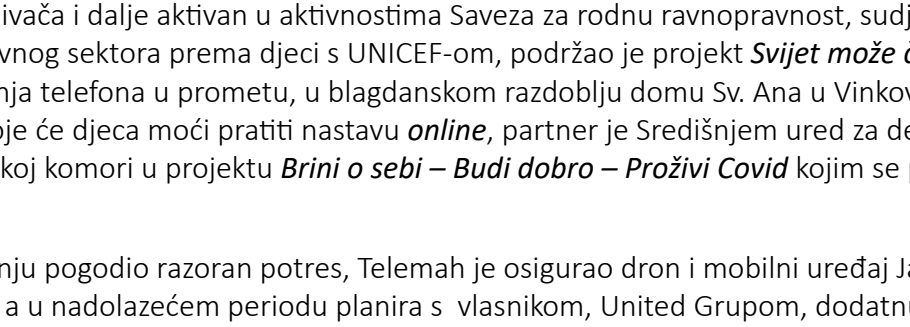 ivača i dalje aktivan u aktivnostima Saveza za rodnu ravnopravnost, sudj
vnog sektora prema djeci s UNICEF-om, podržao je projekt Svijet može č
nja telefona u prometu, u blagdanskom razdoblju domu Sv. Ana u Vinkov
oje će djeca moći pratiti nastavu online, partner je Središnjem ured za de
koj komori u projektu Brini o sebi – Budi dobro – Proživi Covid kojim se p
nju pogodio razoran potres, Telemah je osigurao dron i mobilni uređaj Ja
a u nadolazećem periodu planira s  vlasnikom, United Grupom, dodatnu